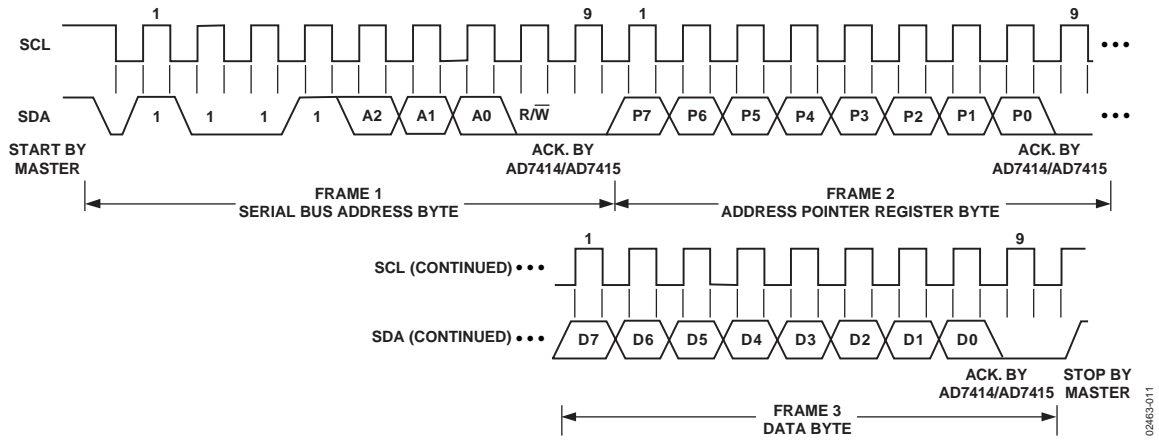 1 9 1 9
SCL
SDA 1 1 1 1 A2 A1 A0 R/W̅ P7 P6 P5 P4 P3 P2 P1 P0
START BY MASTER
ACK. BY AD7414/AD7415
ACK. BY AD7414/AD7415
FRAME 1
SERIAL BUS ADDRESS BYTE
FRAME 2
ADDRESS POINTER REGISTER BYTE
1 9
SCL (CONTINUED)
SDA (CONTINUED) D7 D6 D5 D4 D3 D2 D1 D0
ACK. BY AD7414/AD7415
STOP BY MASTER
FRAME 3
DATA BYTE
02463-011